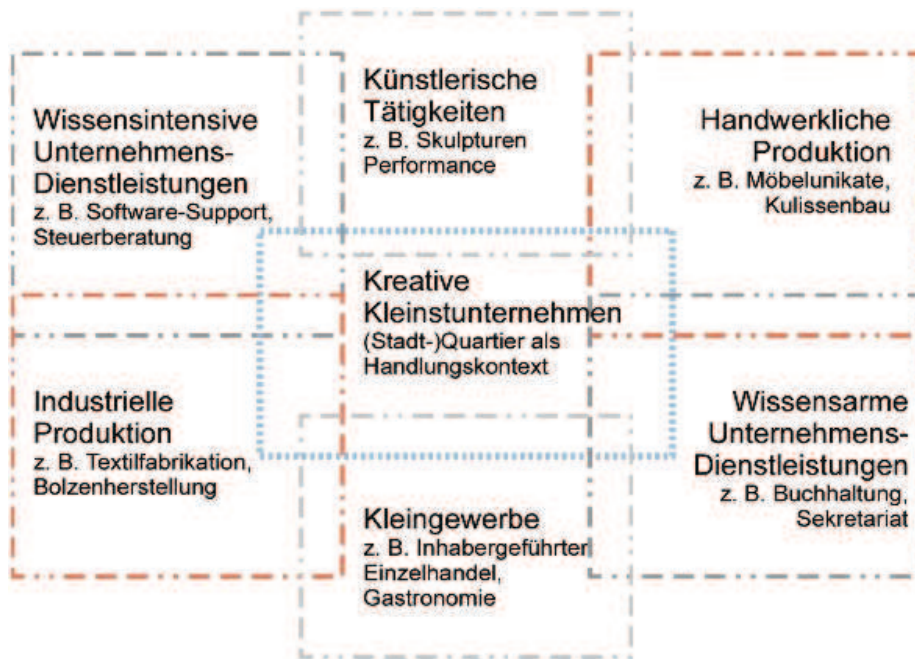 Wissensintensive
Unternehmens-
Dienstleistungen
z. B. Software-Support,
Steuerberatung
Künstlerische
Tätigkeiten
z. B. Skulpturen
Performance
Handwerkliche
Produktion
z. B. Möbelunikate,
Kulissenbau
Kreative
Kleinstunternehmen
(Stadt-)Quartier als
Handlungskontext
Industrielle
Produktion
z. B. Textilfabrikation,
Bolzenherstellung
Kleingewerbe
z. B. Inhabergeführter
Einzelhandel,
Gastronomie
Wissensarme
Unternehmens-
Dienstleistungen
z. B. Buchhaltung,
Sekretariat